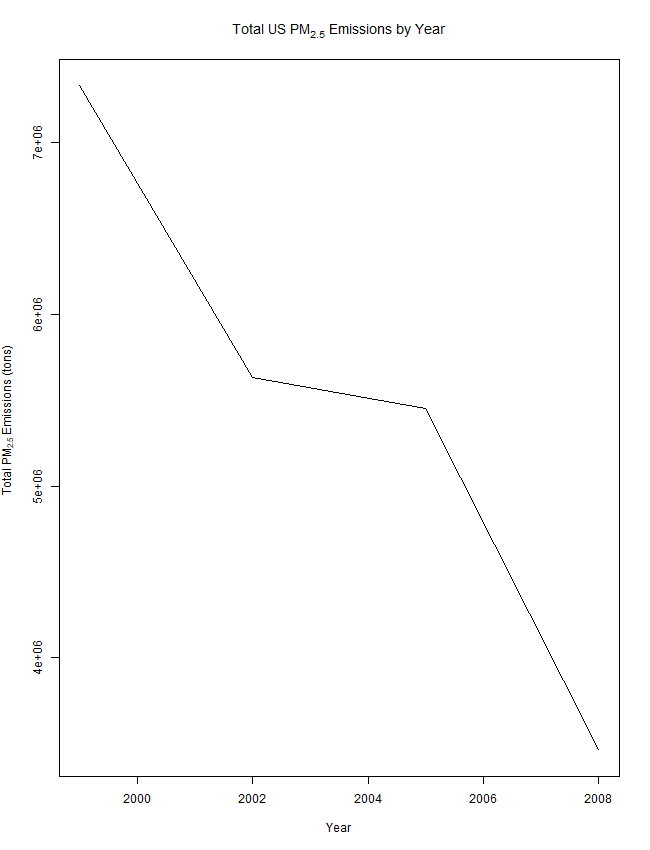 Total US PM2.5 Emissions by Year
Total PM2.5 Emissions (tons)
7e+06
6e+06
5e+06
4e+06
2000 2002 2004 2006 2008
Year